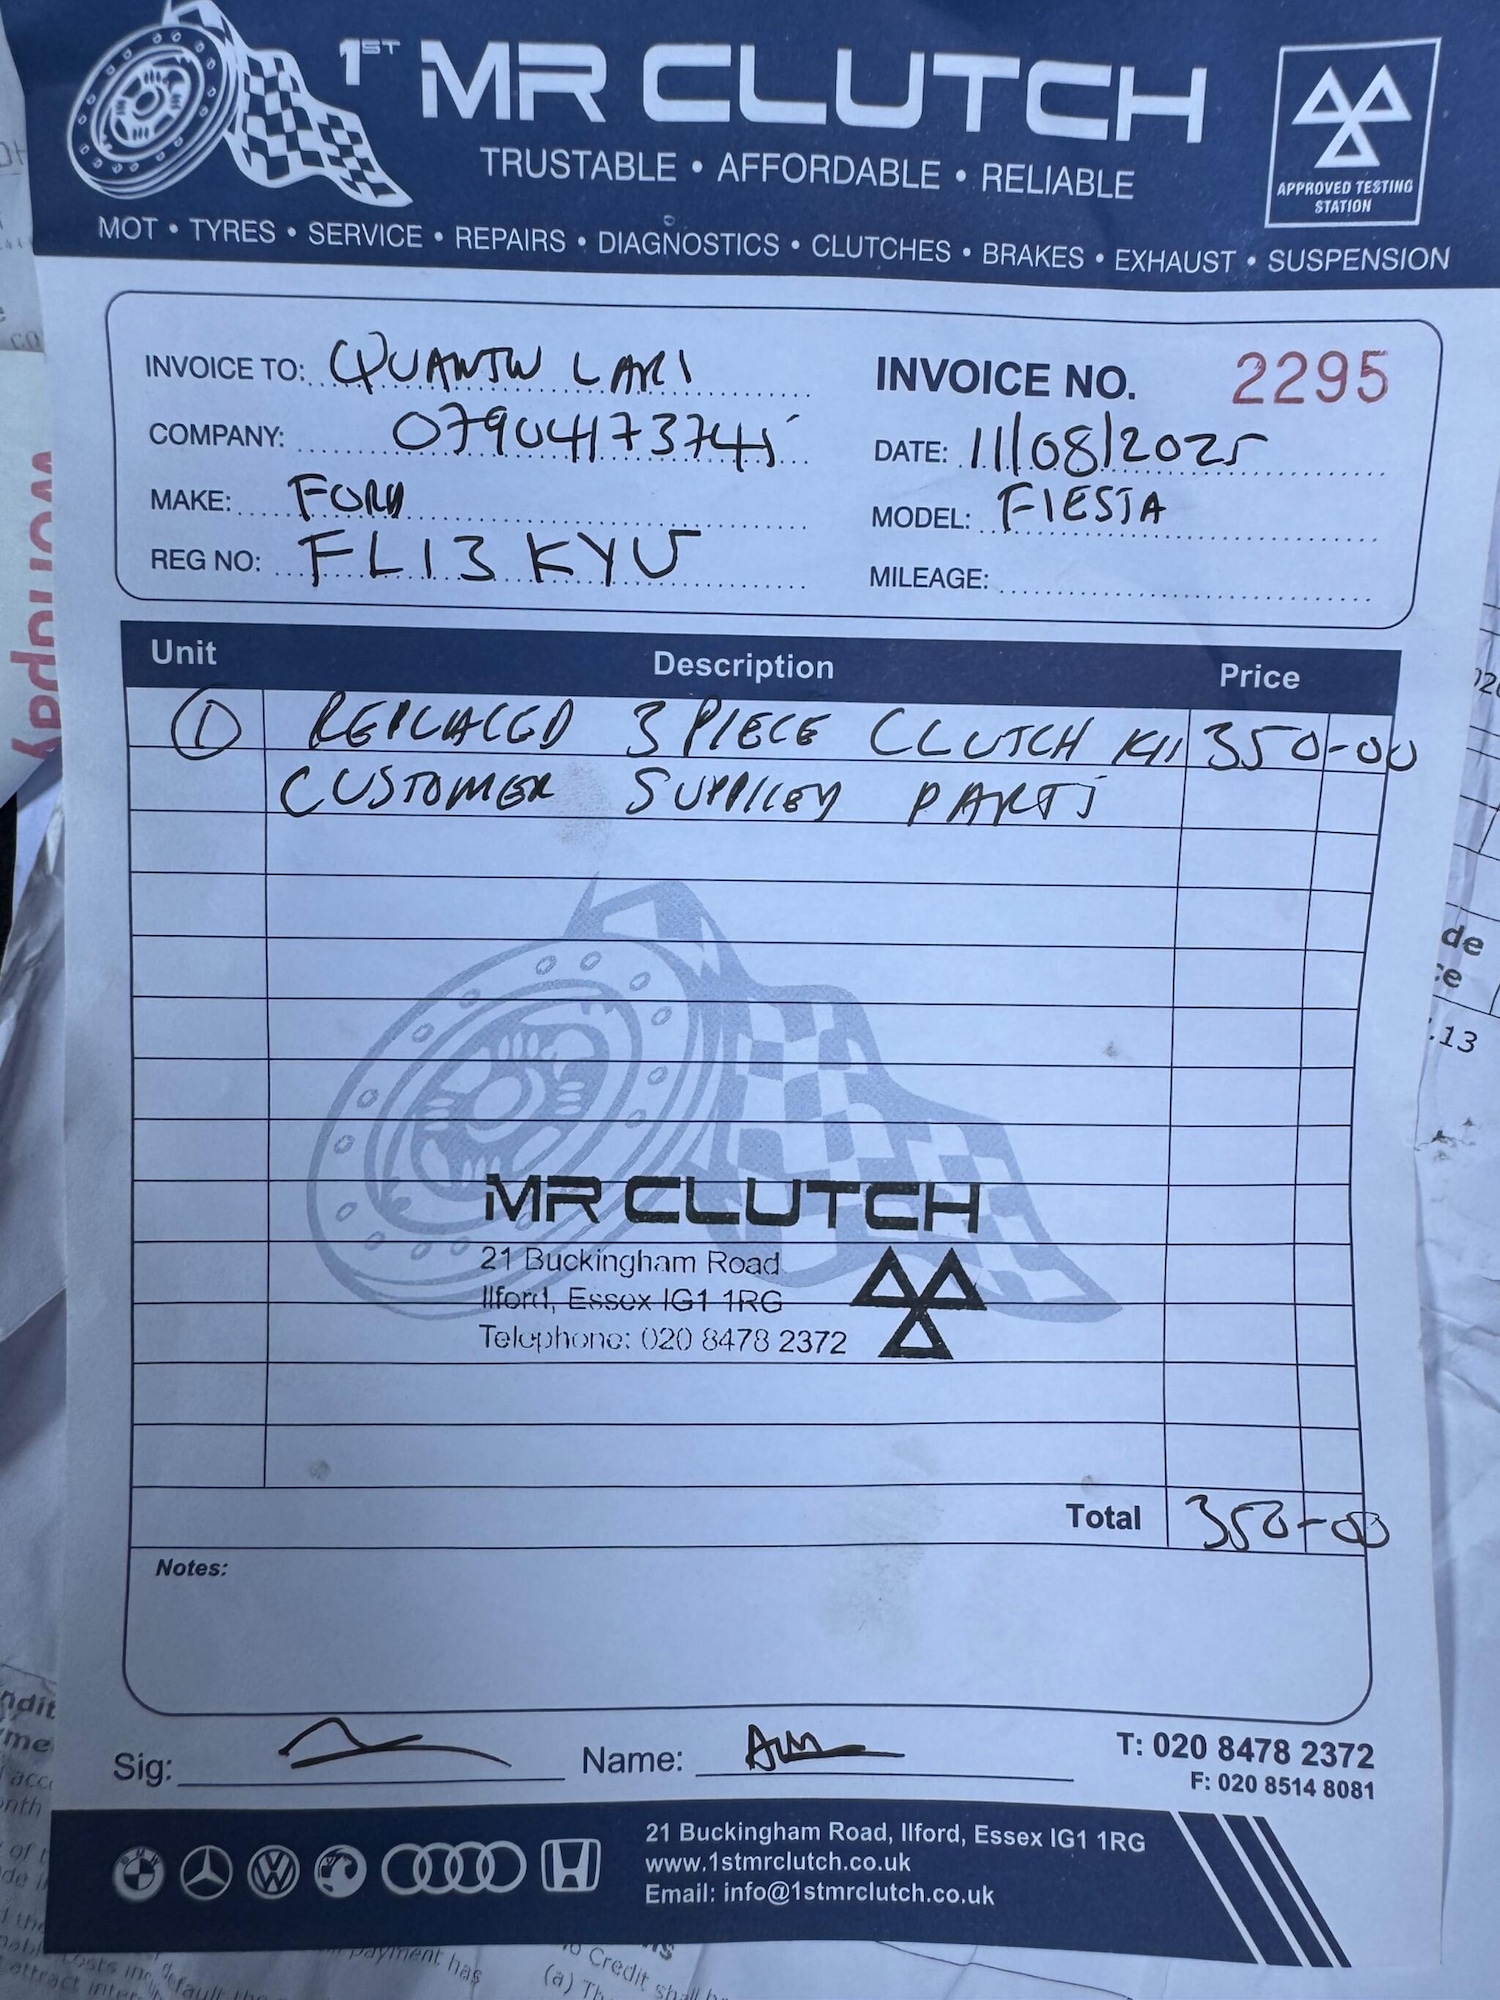 1ST MR CLUTCH
TRUSTABLE • AFFORDABLE • RELIABLE
APPROVED TESTING
STATION
MOT • TYRES • SERVICE • REPAIRS • DIAGNOSTICS • CLUTCHES • BRAKES • EXHAUST • SUSPENSION
INVOICE TO: LARI
INVOICE NO. 2295
COMPANY:
DATE: 11/08/2025
MAKE: FORD
MODEL: FIESTA
REG NO: FL13 KYU
MILEAGE:
Unit Description Price
1 REPLACED 3 PIECE CLUTCH KIT 350-00
CUSTOMER PARTS
MR CLUTCH
21 Buckingham Road
Ilford, Essex IG1 1RG
Telephone: 020 8478 2372
Total 350-00
Notes:
Sig:
Name:
T: 020 8478 2372
F: 020 8514 8081
21 Buckingham Road, Ilford, Essex IG1 1RG
www.1stmrclutch.co.uk
Email: info@1stmrclutch.co.uk
payment has